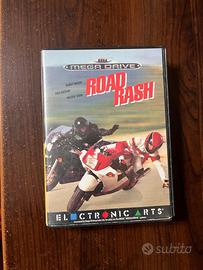 SEGA
MEGA DRIVE
ROAD
RASH
ELECTRONIC ARTS
subito